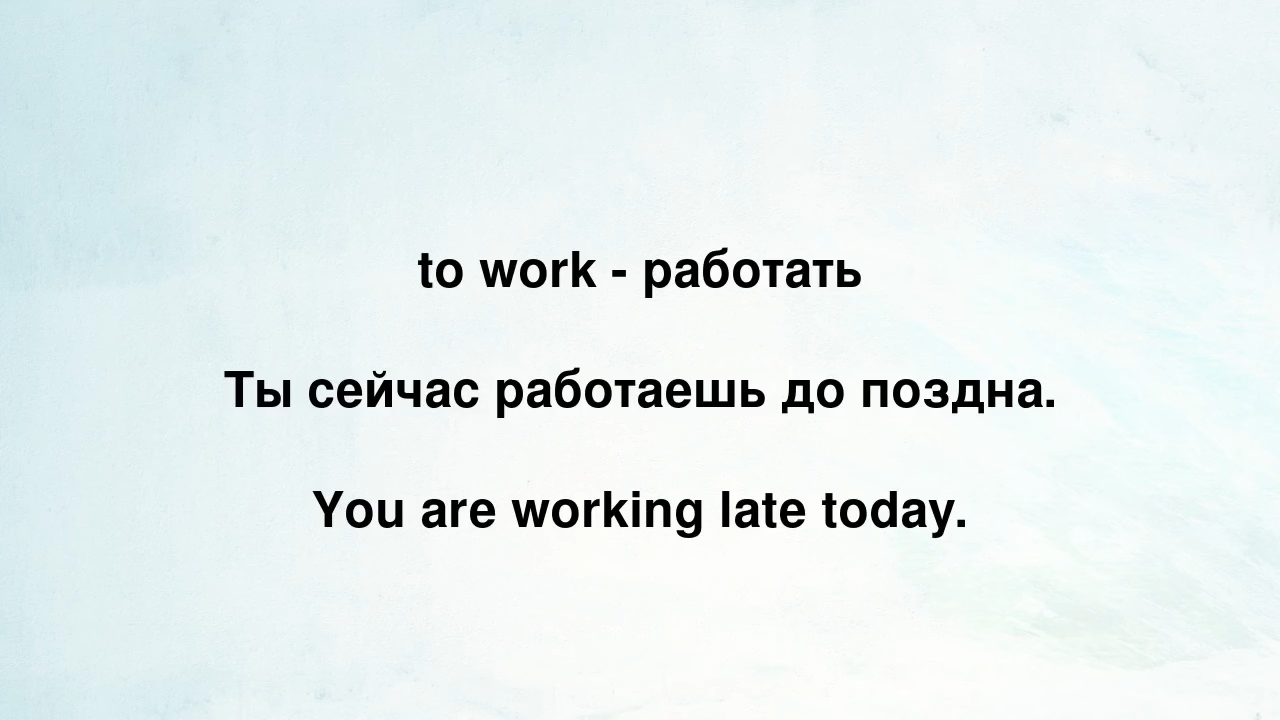 to work - работать
Ты сейчас работаешь до поздна.
You are working late today.